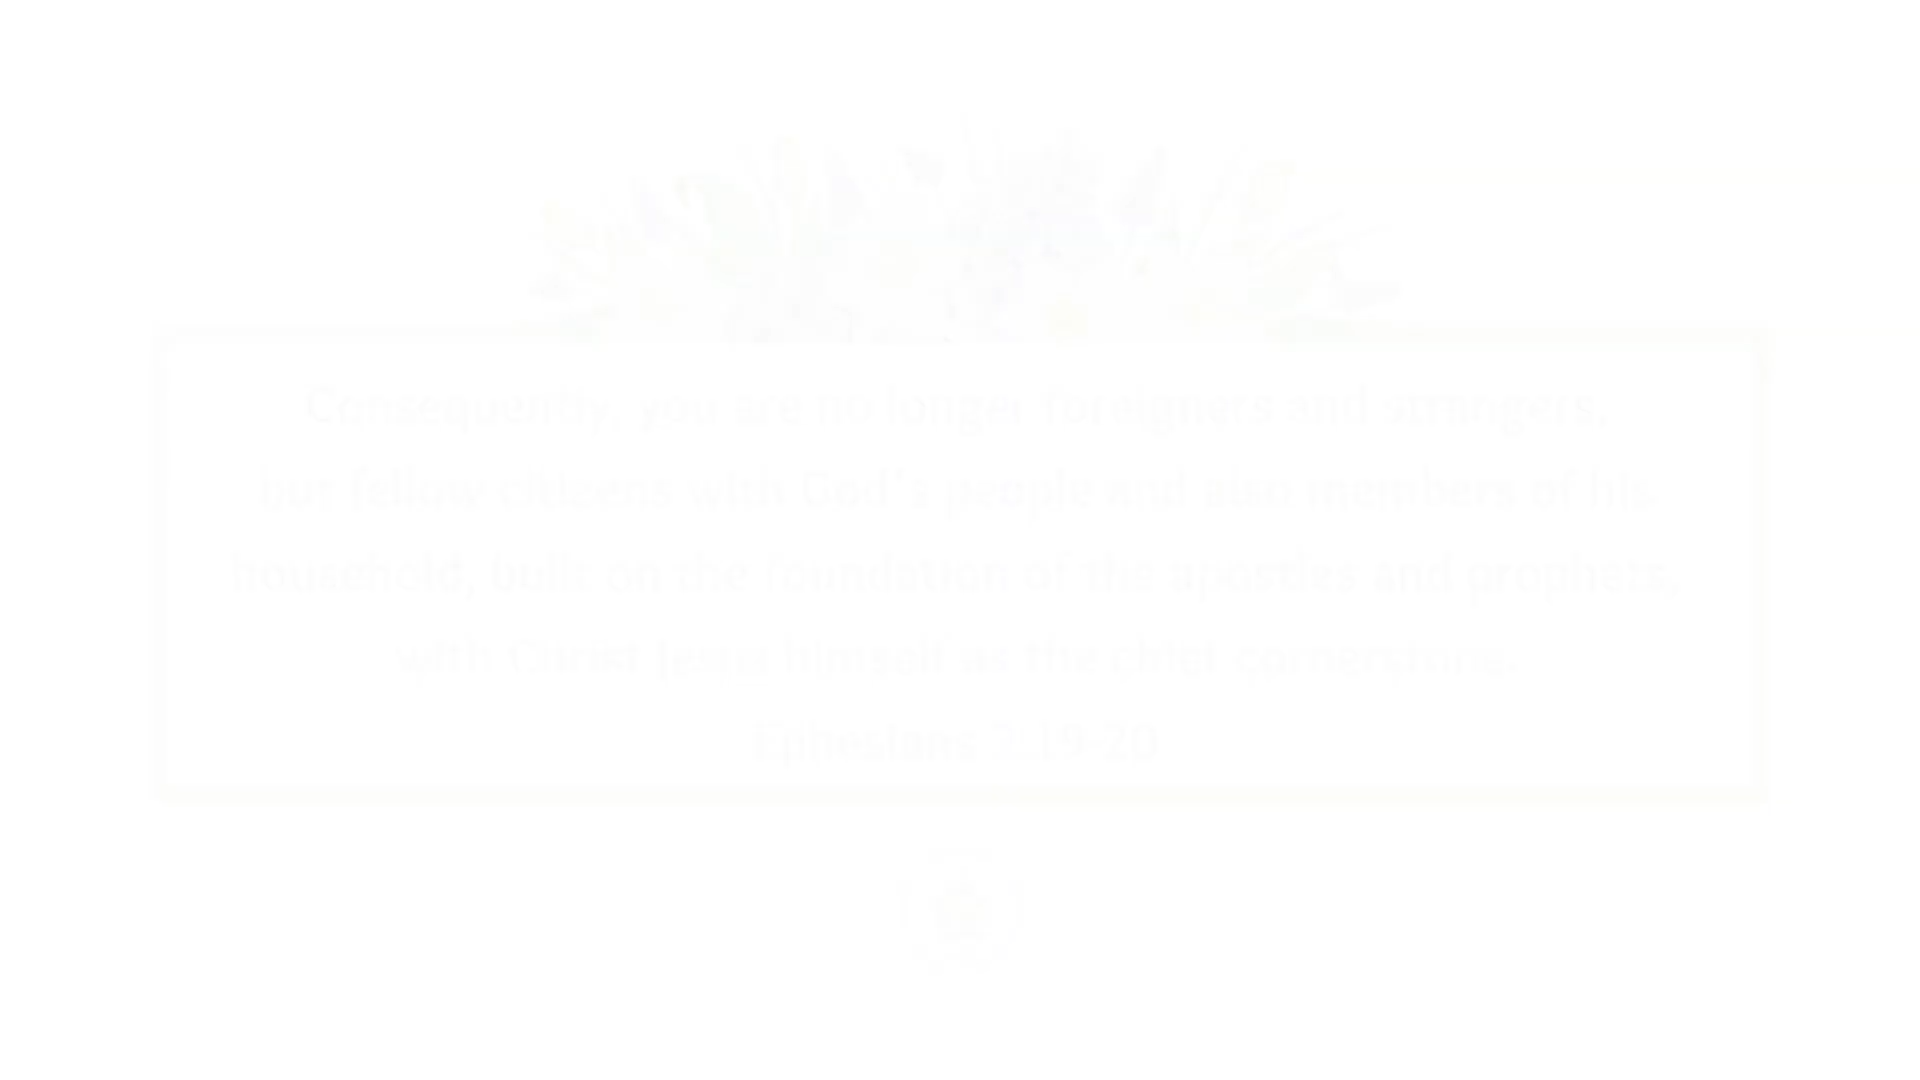 Consequently, you are no longer foreigners and strangers,
but fellow citizens with God's people and also members of his
household, built on the foundation of the apostles and prophets,
with Christ Jesus himself as the chief cornerstone.
Ephesians 2:19-20